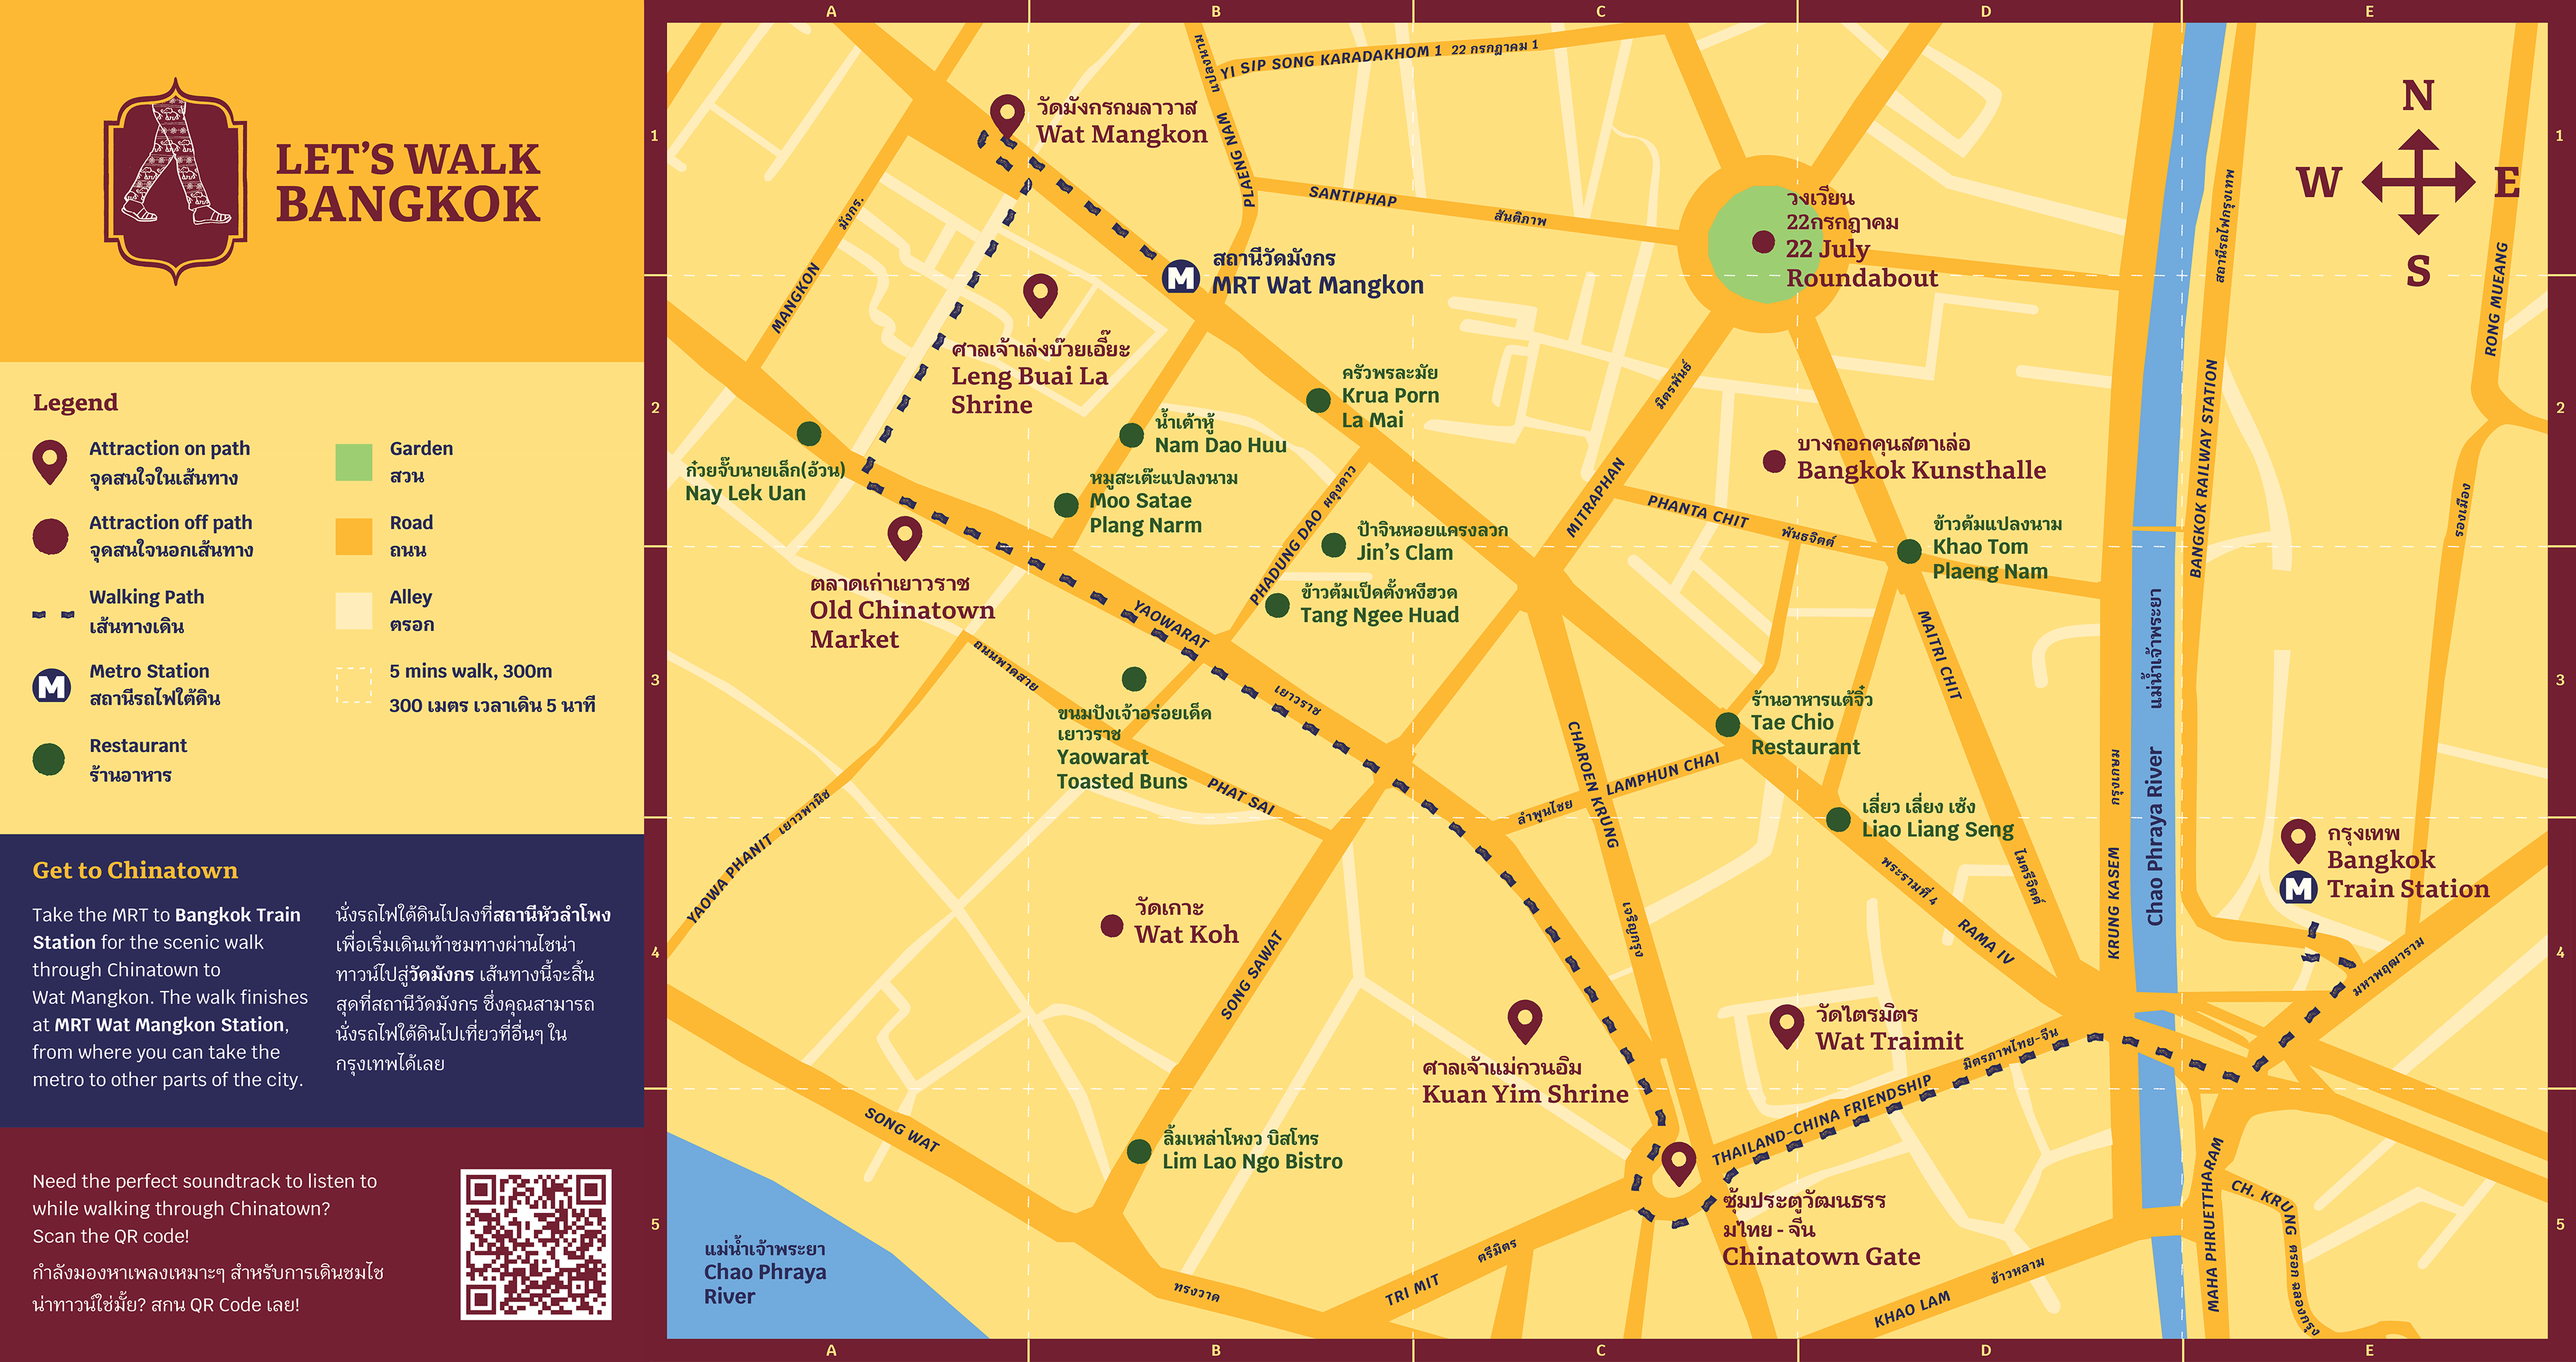 LET'S WALK
BANGKOK
Legend
Attraction on path
จุดสนใจในเส้นทาง
Attraction off path
จุดสนใจนอกเส้นทาง
Walking Path
เส้นทางเดิน
Metro Station
สถานีรถไฟใต้ดิน
Restaurant
ร้านอาหาร
Garden
สวน
Road
ถนน
Alley
ตรอก
5 mins walk, 300m
300 เมตร เวลาเดิน 5 นาที
Get to Chinatown
Take the MRT to Bangkok Train
Station for the scenic walk
through Chinatown to
Wat Mangkon. The walk finishes
at MRT Wat Mangkon Station,
from where you can take the
metro to other parts of the city.
นั่งรถไฟใต้ดินไปลงที่สถานีหัวลำโพง
เพื่อเริ่มเดินเท้าชมทางผ่านไชน่า
ทาวน์ไปสู่วัดมังกร เส้นทางนี้จะสิ้น
สุดที่สถานีวัดมังกร ซึ่งคุณสามารถ
นั่งรถไฟใต้ดินไปเที่ยวที่อื่นๆ ใน
กรุงเทพได้เลย
Need the perfect soundtrack to listen to
while walking through Chinatown?
Scan the QR code!
กำลังมองหาเพลงเหมาะๆ สำหรับการเดินชมไช
น่าทาวน์ใช่มั้ย? สกน QR Code เลย!
A B C D E
1
2
3
4
5
N
W E
S
YI SIP SONG KARADAKHOM 1 22 กรกฎาคม 1
แปลงนาม
PLAENG NAM
วัดมังกรกมลาวาส
Wat Mangkon
SANTIPHAP สันติภาพ
วงเวียน
22กรกฎาคม
22 July
Roundabout
มังกร.
MANGKON
สถานีวัดมังกร
MRT Wat Mangkon
ศาลเจ้าเล่งบ๊วยเอี๊ยะ
Leng Buai La
Shrine
สถานีรถไฟกรุงเทพ
BANGKOK RAILWAY STATION
RONG MUEANG
รองเมือง
ครัวพรละมัย
Krua Porn
La Mai
มิตรพันธ์
MITRAPHAN
น้ำเต้าหู้
Nam Dao Huu
ก๋วยจั๊บนายเล็ก(อ้วน)
Nay Lek Uan
หมูสะเต๊ะแปลงนาม
Moo Satae
Plang Narm
บางกอกคุนสตาเล่อ
Bangkok Kunsthalle
PHANTA CHIT พันธจิตต์
PHADUNG DAO ผดุงดาว
ป้าจินหอยแครงลวก
Jin's Clam
ข้าวต้มแปลงนาม
Khao Tom
Plaeng Nam
ตลาดเก่าเยาวราช
Old Chinatown
Market
ข้าวต้มเป็ดตั้งหงีฮวด
Tang Ngee Huad
YAOWARAT
เยาวราช
ถนนพาดสาย
PHAT SAI
MAITRI CHIT
ไมตรีจิตต์
แม่น้ำเจ้าพระยา
Chao Phraya River
ขนมปังเจ้าอร่อยเด็ด
เยาวราช
Yaowarat
Toasted Buns
ร้านอาหารแต้จิ๋ว
Tae Chio
Restaurant
CHAROEN KRUNG
เจริญกรุง
ลำพูนไชย LAMPHUN CHAI
กรุงเกษม
KRUNG KASEM
เลี่ยว เลี่ยง เซ้ง
Liao Liang Seng
YAOWA PHANIT เยาวพานิช
พระรามที่ 4
RAMA IV
กรุงเทพ
Bangkok
Train Station
วัดเกาะ
Wat Koh
SONG SAWAT
มหาพฤฒาราม
ศาลเจ้าแม่กวนอิม
Kuan Yim Shrine
วัดไตรมิตร
Wat Traimit
THAILAND-CHINA FRIENDSHIP มิตรภาพไทย-จีน
SONG WAT
ทรงวาด
ลิ้มเหล่าโหงว บิสโทร
Lim Lao Ngo Bistro
ซุ้มประตูวัฒนธรร
มไทย - จีน
Chinatown Gate
แม่น้ำเจ้าพระยา
Chao Phraya
River
TRI MIT ตรีมิตร
KHAO LAM ข้าวหลาม
MAHA PHRUETTHARAM
CH. KRUNG ตรอก ฉลองกรุง
A B C D E
1
2
3
4
5